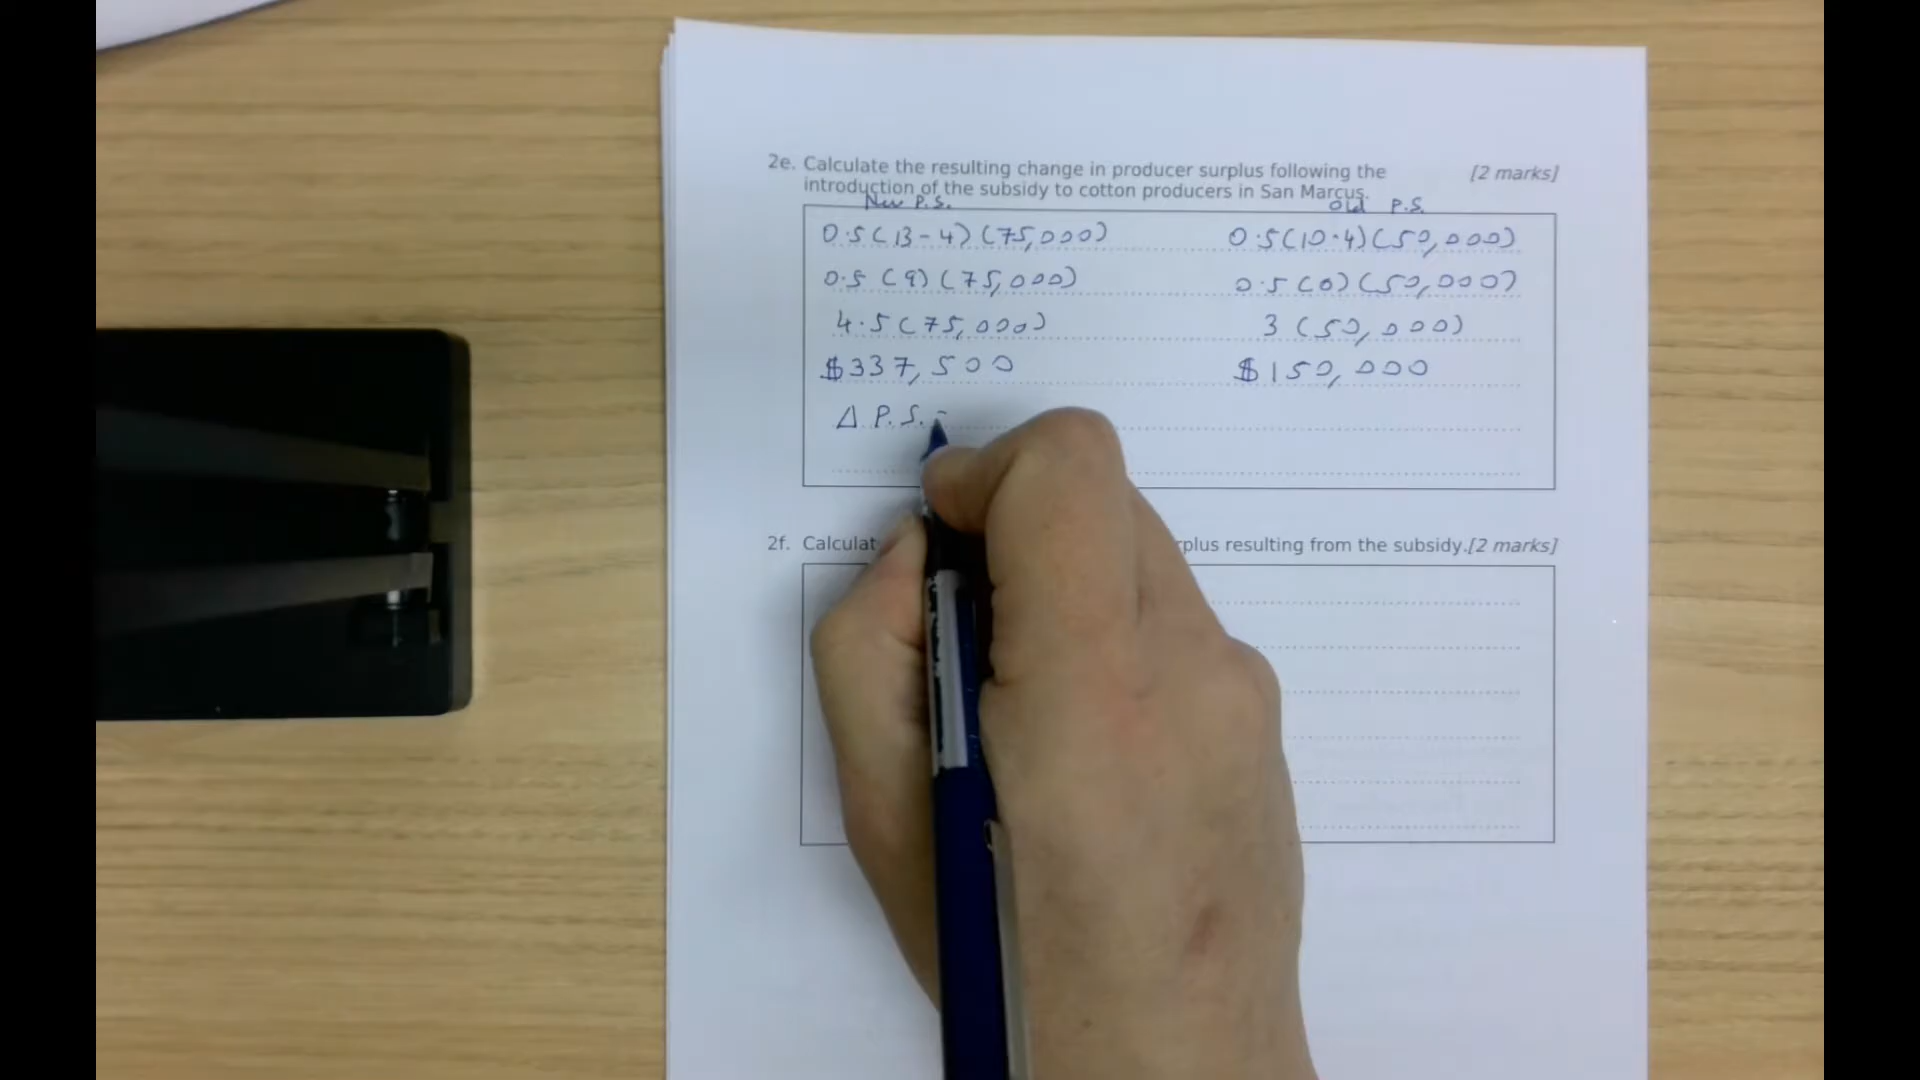 2e. Calculate the resulting change in producer surplus following the [2 marks]
introduction of the subsidy to cotton producers in San Marcus.
New P.S. Old P.S.
0.5(13-4)(75,000) 0.5(10-4)(50,000)
0.5(9)(75,000) 0.5(6)(50,000)
4.5(75,000) 3(50,000)
$337,500 $150,000
Δ P.S.
2f. Calculat rplus resulting from the subsidy.[2 marks]